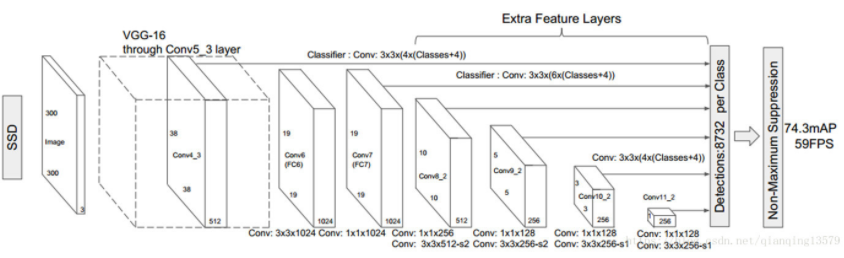 Extra Feature Layers
VGG-16
through Conv5_3 layer
Classifier : Conv: 3x3x(4x(Classes+4))
Classifier : Conv: 3x3x(6x(Classes+4))
SSD
300
Image
300
3
38
Conv4_3
38
512
19
Conv6
(FC6)
19
1024
19
Conv7
(FC7)
19
1024
10
Conv8_2
10
512
5
Conv9_2
5
256
Conv: 3x3x(4x(Classes+4))
3
Conv10_2
3
256
Conv11_2
1
256
Detections:8732 per Class
Non-Maximum Suppression
74.3mAP
59FPS
Conv: 3x3x1024
Conv: 1x1x1024
Conv: 1x1x256
Conv: 3x3x512-s2
Conv: 1x1x128
Conv: 3x3x256-s2
Conv: 1x1x128
Conv: 3x3x256-s1
Conv: 1x1x128
Conv: 3x3x256-s1